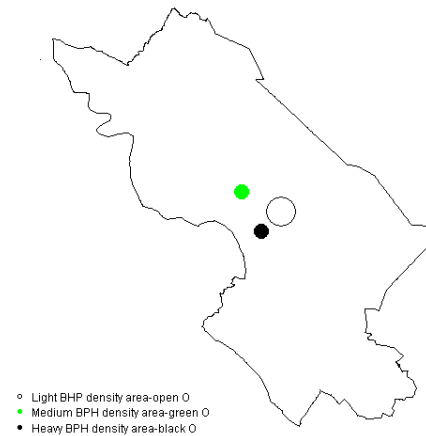 Light BHP density area-open O
Medium BPH density area-green O
Heavy BPH density area-black O